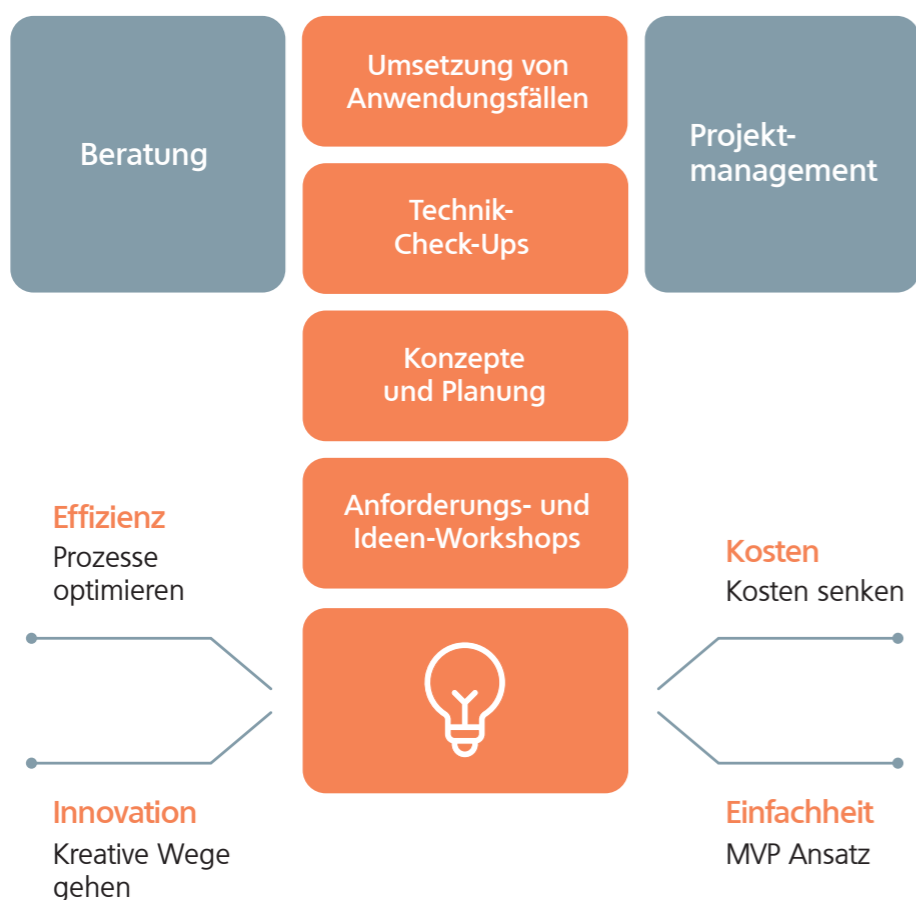 Beratung
Umsetzung von
Anwendungsfällen
Projekt-
management
Technik-
Check-Ups
Konzepte
und Planung
Anforderungs- und
Ideen-Workshops
Effizienz
Prozesse
optimieren
Kosten
Kosten senken
Innovation
Kreative Wege
gehen
Einfachheit
MVP Ansatz